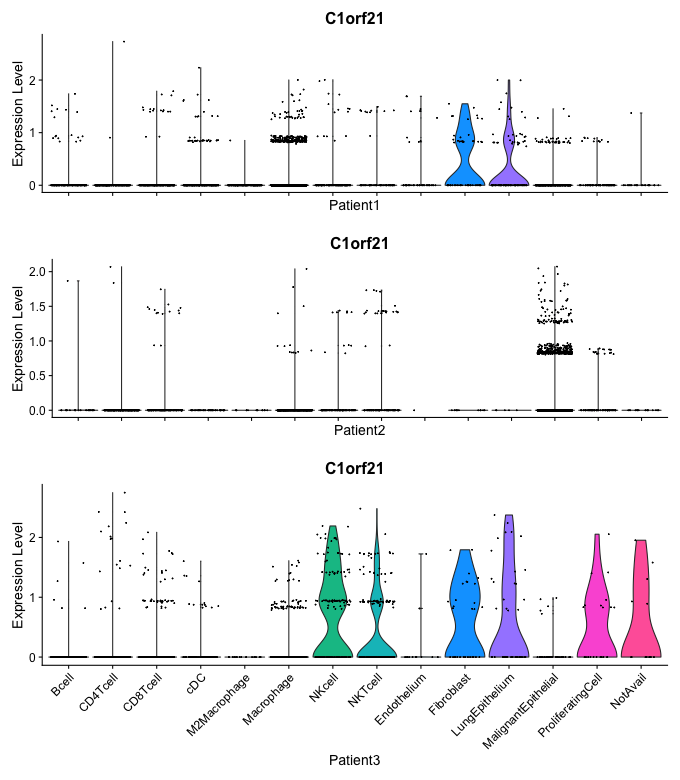 C1orf21
Expression Level
2
1
0
Patient1
C1orf21
Expression Level
2.0
1.5
1.0
0.5
0.0
Patient2
C1orf21
Expression Level
2
1
0
Bcell
CD4Tcell
CD8Tcell
cDC
M2Macrophage
Macrophage
NKcell
NKTcell
Endothelium
Fibroblast
LungEpithelium
MalignantEpithelial
ProliferatingCell
NotAvail
Patient3